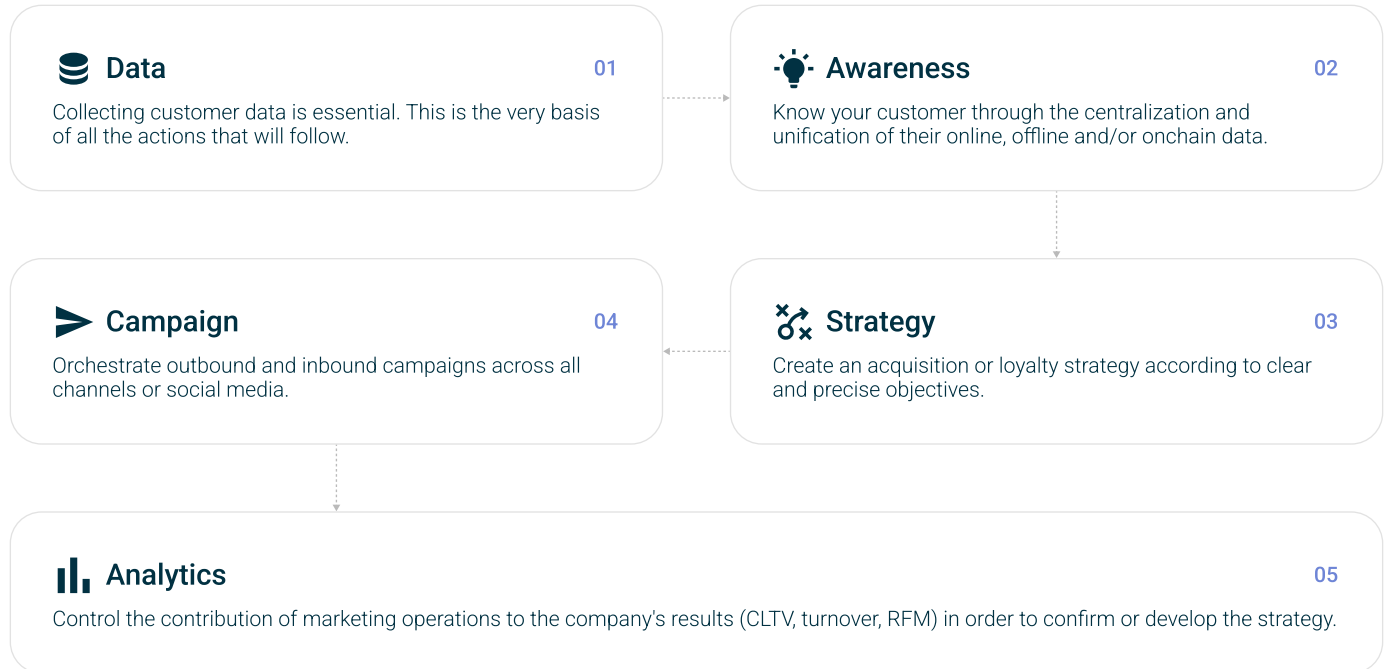 Data
01
Collecting customer data is essential. This is the very basis
of all the actions that will follow.
Awareness
02
Know your customer through the centralization and
unification of their online, offline and/or onchain data.
Strategy
03
Create an acquisition or loyalty strategy according to clear
and precise objectives.
Campaign
04
Orchestrate outbound and inbound campaigns across all
channels or social media.
Analytics
05
Control the contribution of marketing operations to the company's results (CLTV, turnover, RFM) in order to confirm or develop the strategy.